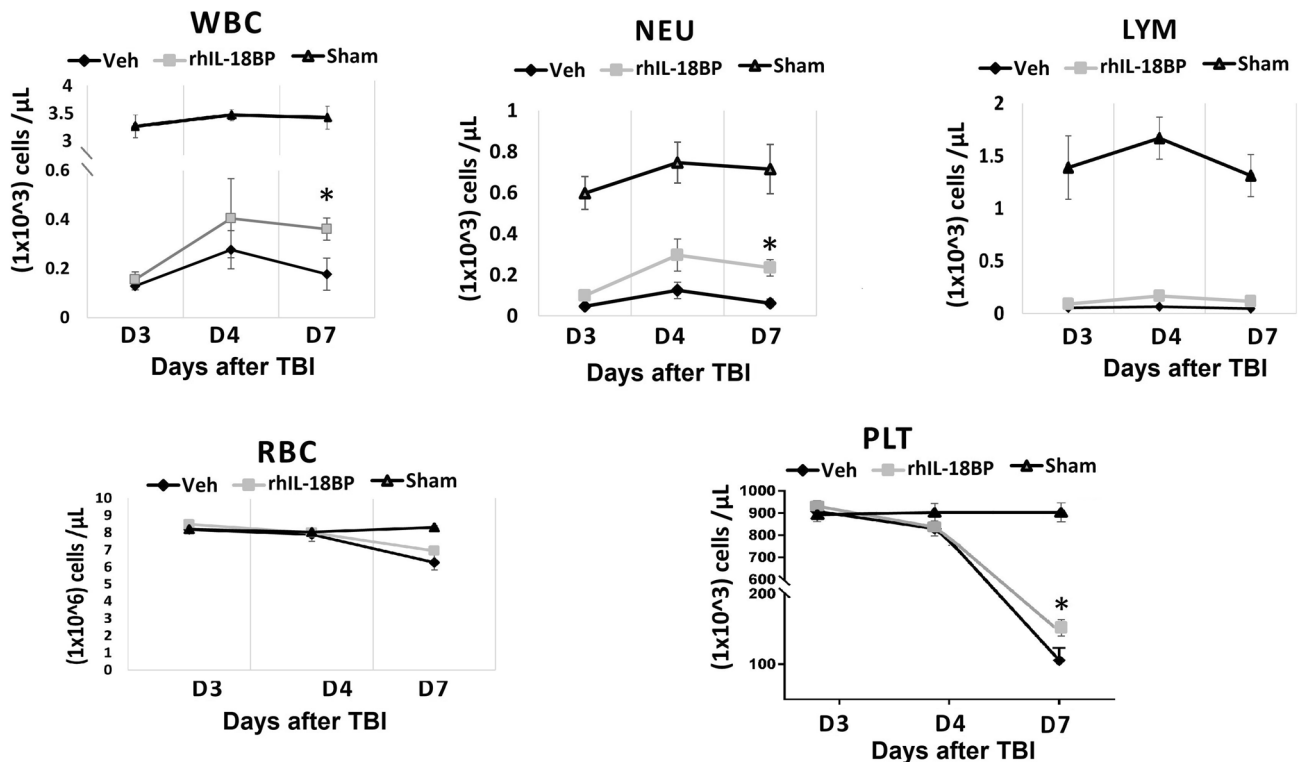 WBC
Veh rhIL-18BP Sham
4
3.5
3
0.6
0.4
0.2
0
(1x10^3) cells /µL
*
D3 D4 D7
Days after TBI
NEU
Veh rhIL-18BP Sham
1
0.8
0.6
0.4
0.2
0
(1x10^3) cells /µL
*
D3 D4 D7
Days after TBI
LYM
Veh rhIL-18BP Sham
2
1.5
1
0.5
0
(1x10^3) cells /µL
D3 D4 D7
Days after TBI
RBC
Veh rhIL-18BP Sham
10
9
8
7
6
5
4
3
2
1
0
(1x10^6) cells /µL
D3 D4 D7
Days after TBI
PLT
Veh rhIL-18BP Sham
1000
900
800
700
600
200
100
(1x10^3) cells /µL
*
D3 D4 D7
Days after TBI